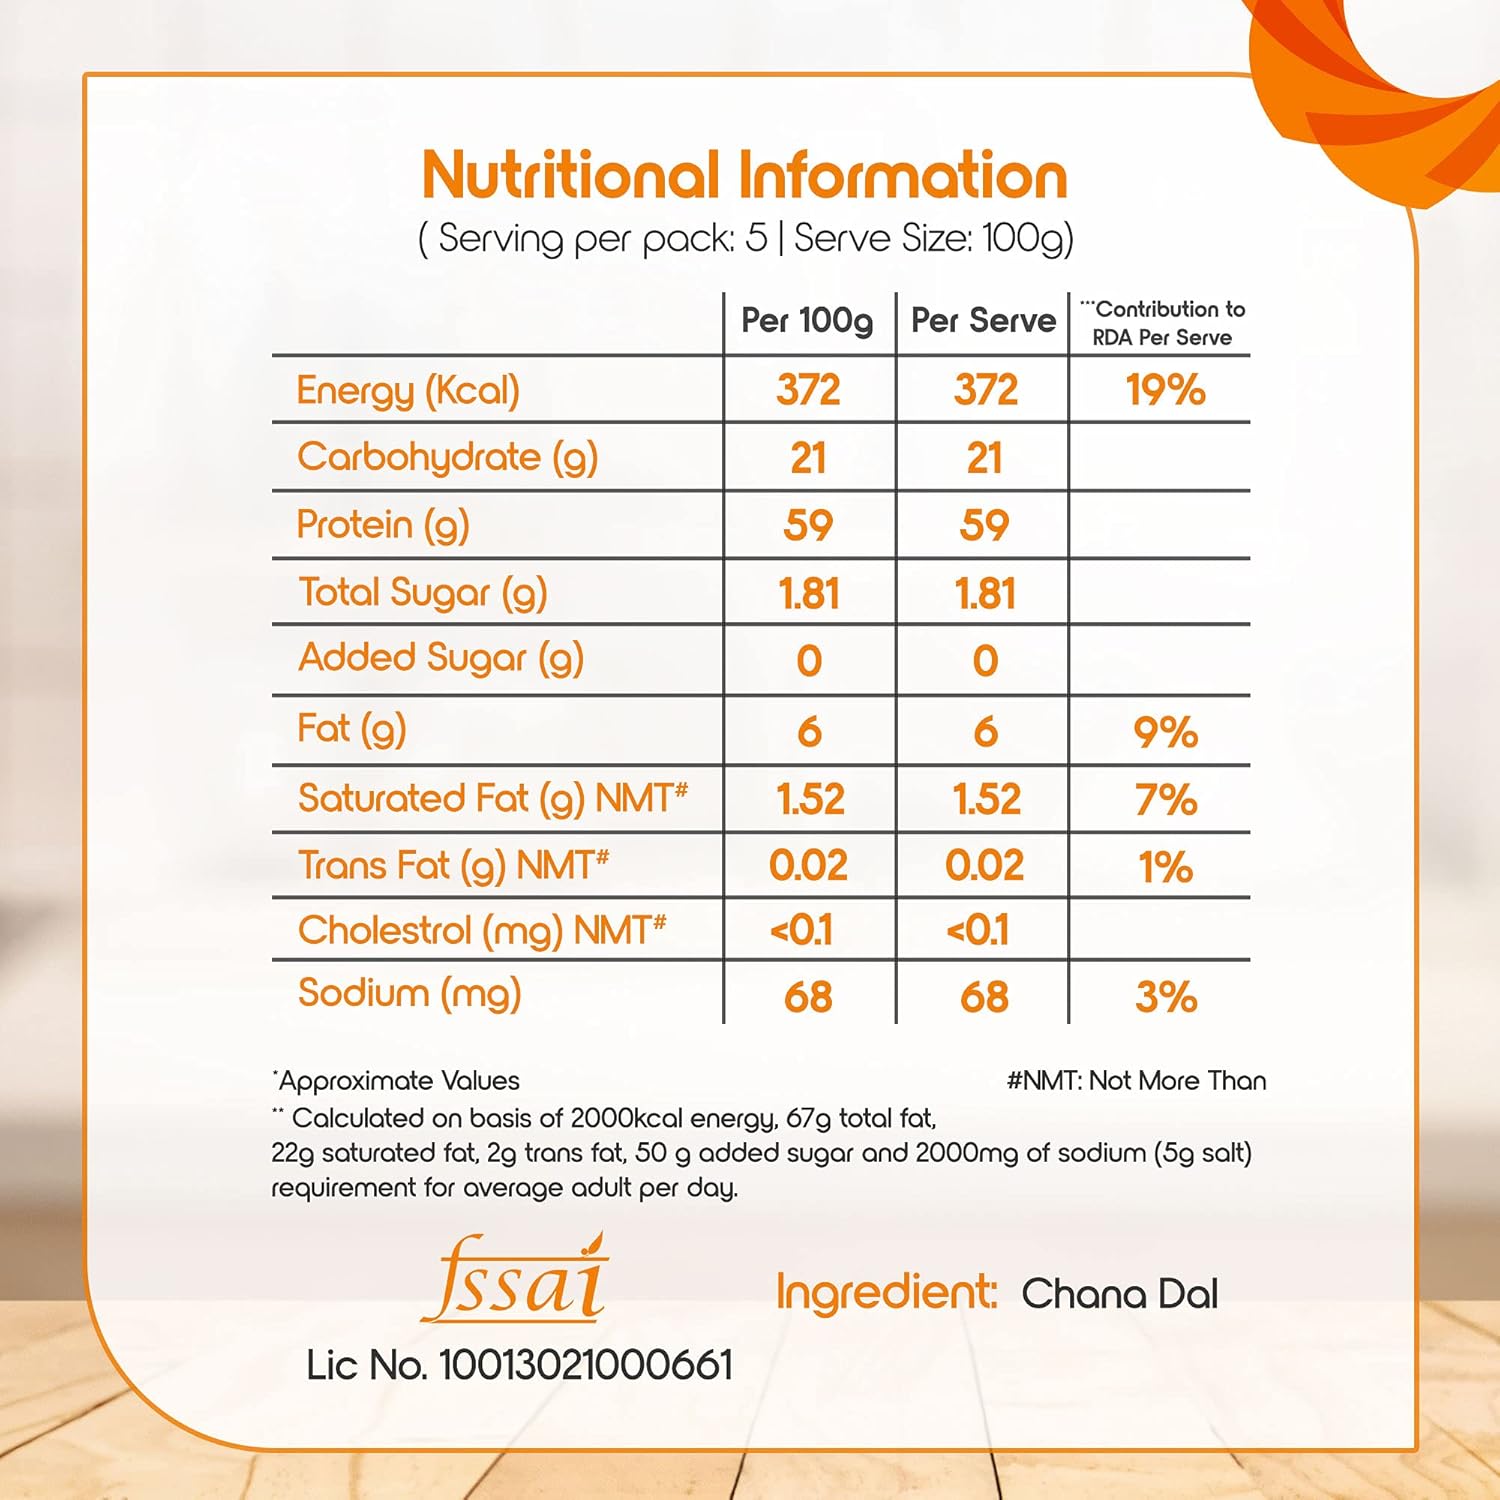 Nutritional Information
( Serving per pack: 5 | Serve Size: 100g)
Per 100g Per Serve ***Contribution to RDA Per Serve
Energy (Kcal) 372 372 19%
Carbohydrate (g) 21 21
Protein (g) 59 59
Total Sugar (g) 1.81 1.81
Added Sugar (g) 0 0
Fat (g) 6 6 9%
Saturated Fat (g) NMT# 1.52 1.52 7%
Trans Fat (g) NMT# 0.02 0.02 1%
Cholestrol (mg) NMT# <0.1 <0.1
Sodium (mg) 68 68 3%
*Approximate Values #NMT: Not More Than
** Calculated on basis of 2000kcal energy, 67g total fat,
22g saturated fat, 2g trans fat, 50 g added sugar and 2000mg of sodium (5g salt)
requirement for average adult per day.
fssai
Lic No. 10013021000661
Ingredient: Chana Dal